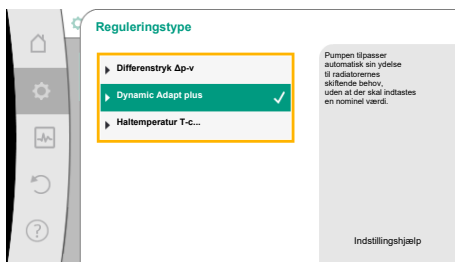 Reguleringstype
Differenstryk Δp-v
Dynamic Adapt plus
Haltemperatur T-c...
Pumpen tilpasser
automatisk sin ydelse
til radiatorernes
skiftende behov,
uden at der skal indtastes
en nominel værdi.
Indstillingshjælp